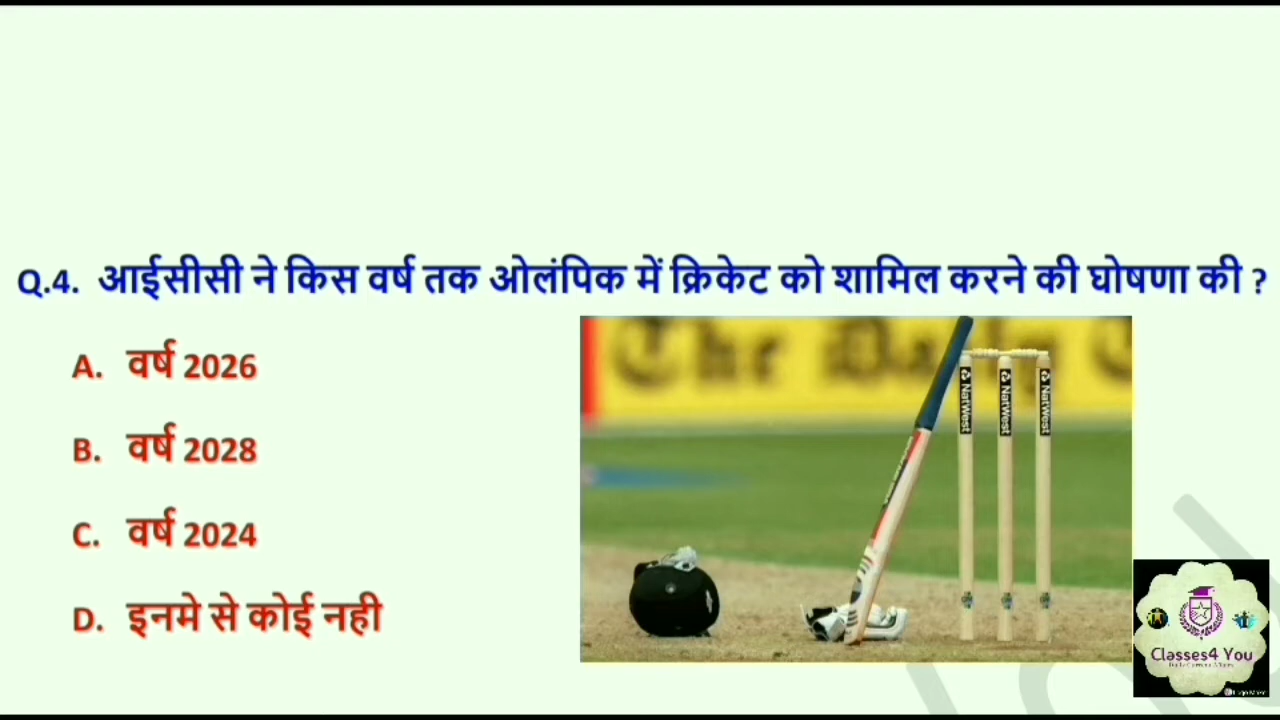 Q.4. आईसीसी ने किस वर्ष तक ओलंपिक में क्रिकेट को शामिल करने की घोषणा की ?
A. वर्ष 2026
B. वर्ष 2028
C. वर्ष 2024
D. इनमे से कोई नही
NatWest
NatWest
NatWest
Classes4 You